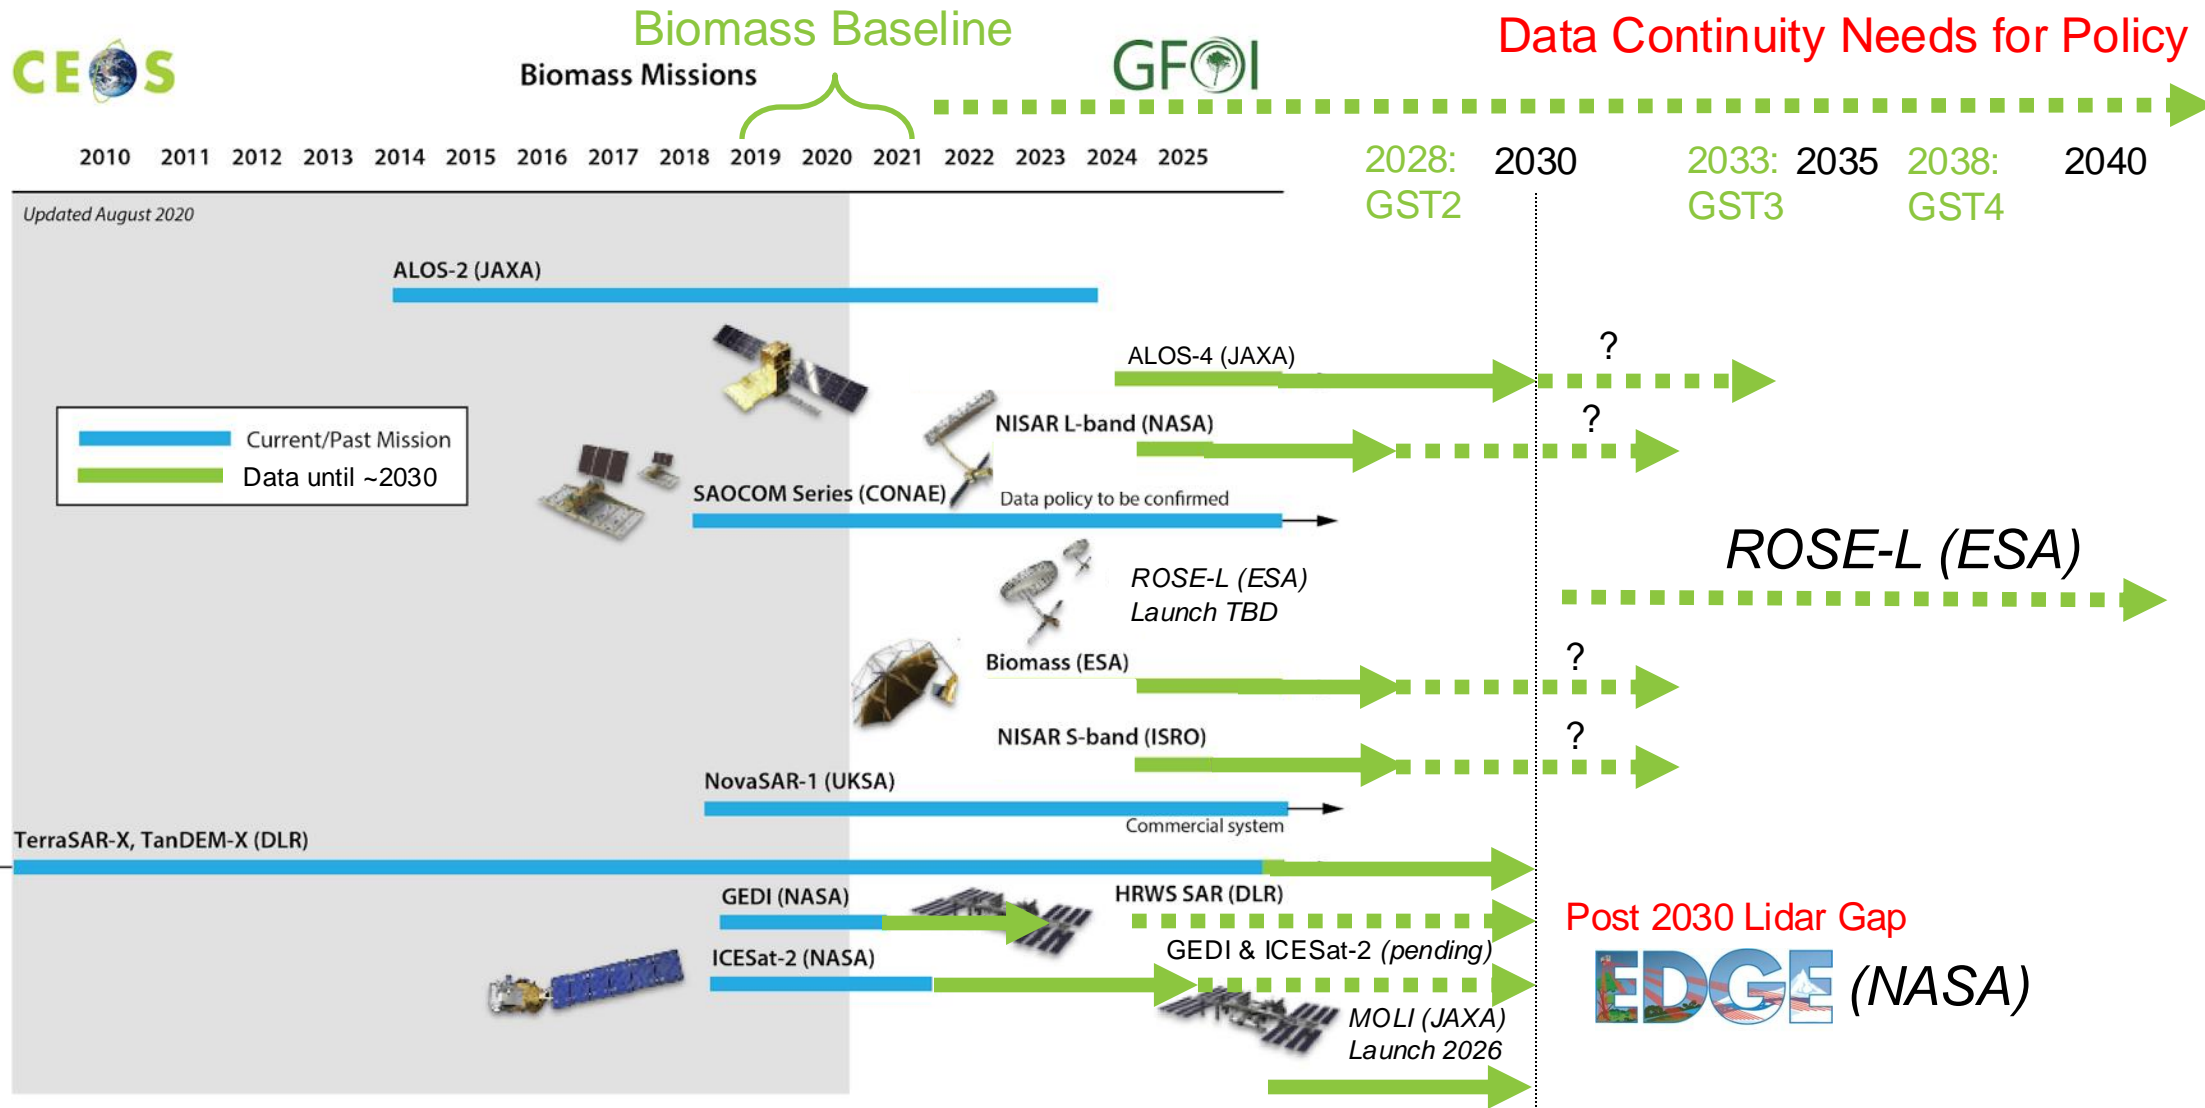 Biomass Baseline
Data Continuity Needs for Policy
CEOS
Biomass Missions
GFOI
2010 2011 2012 2013 2014 2015 2016 2017 2018 2019 2020 2021 2022 2023 2024 2025
2028: GST2
2030
2033: GST3
2035
2038: GST4
2040
Updated August 2020
ALOS-2 (JAXA)
ALOS-4 (JAXA)
?
Current/Past Mission
Data until ~2030
NISAR L-band (NASA)
?
SAOCOM Series (CONAE)
Data policy to be confirmed
ROSE-L (ESA)
Launch TBD
ROSE-L (ESA)
Biomass (ESA)
?
NISAR S-band (ISRO)
?
NovaSAR-1 (UKSA)
Commercial system
TerraSAR-X, TanDEM-X (DLR)
GEDI (NASA)
HRWS SAR (DLR)
Post 2030 Lidar Gap
GEDI & ICESat-2 (pending)
ICESat-2 (NASA)
EDGE (NASA)
MOLI (JAXA)
Launch 2026